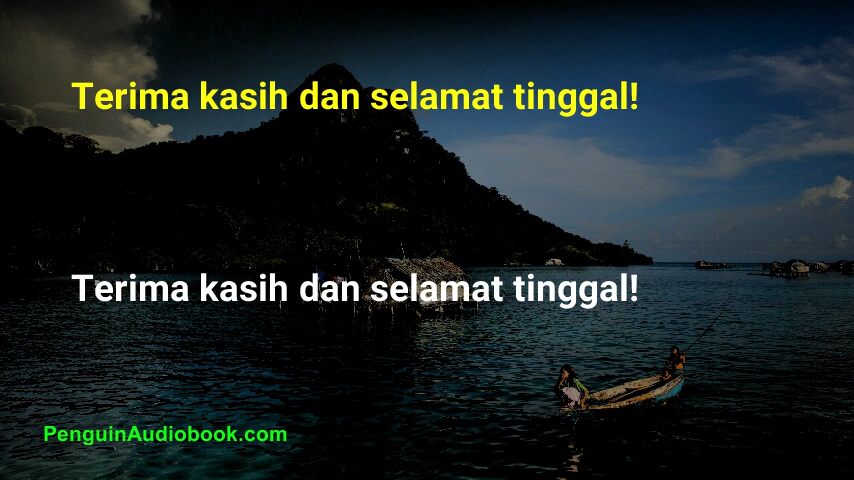 Terima kasih dan selamat tinggal!
Terima kasih dan selamat tinggal!
PenguinAudiobook.com